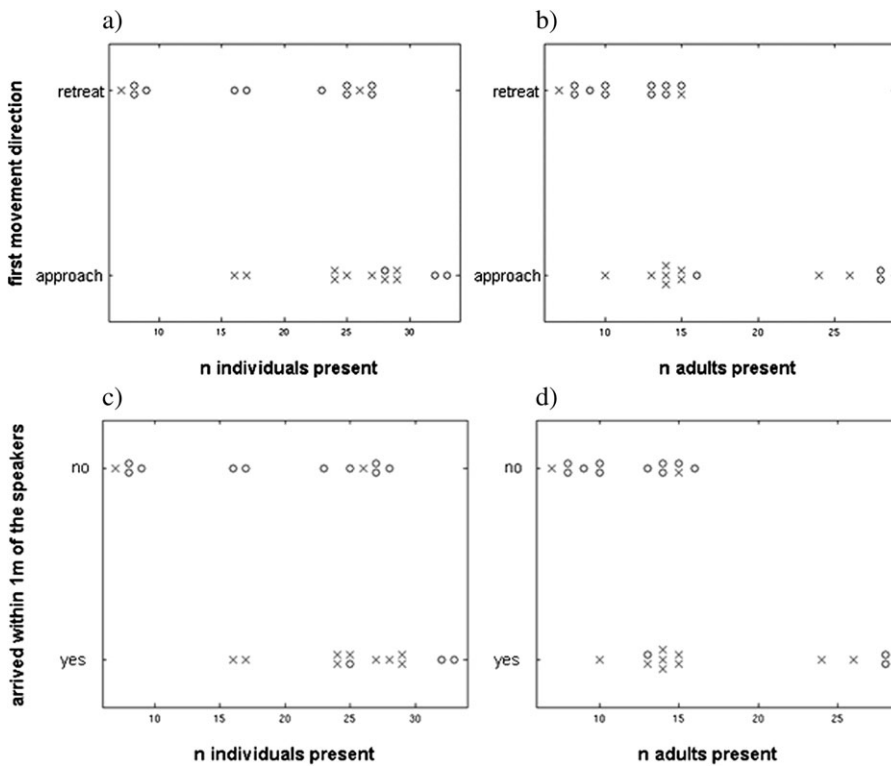 a)
b)
retreat
retreat
approach
approach
first movement direction
10 15 20 25 30
10 15 20 25
n individuals present
n adults present
c)
d)
no
no
yes
yes
arrived within 1m of the speakers
10 15 20 25 30
10 15 20 25
n individuals present
n adults present